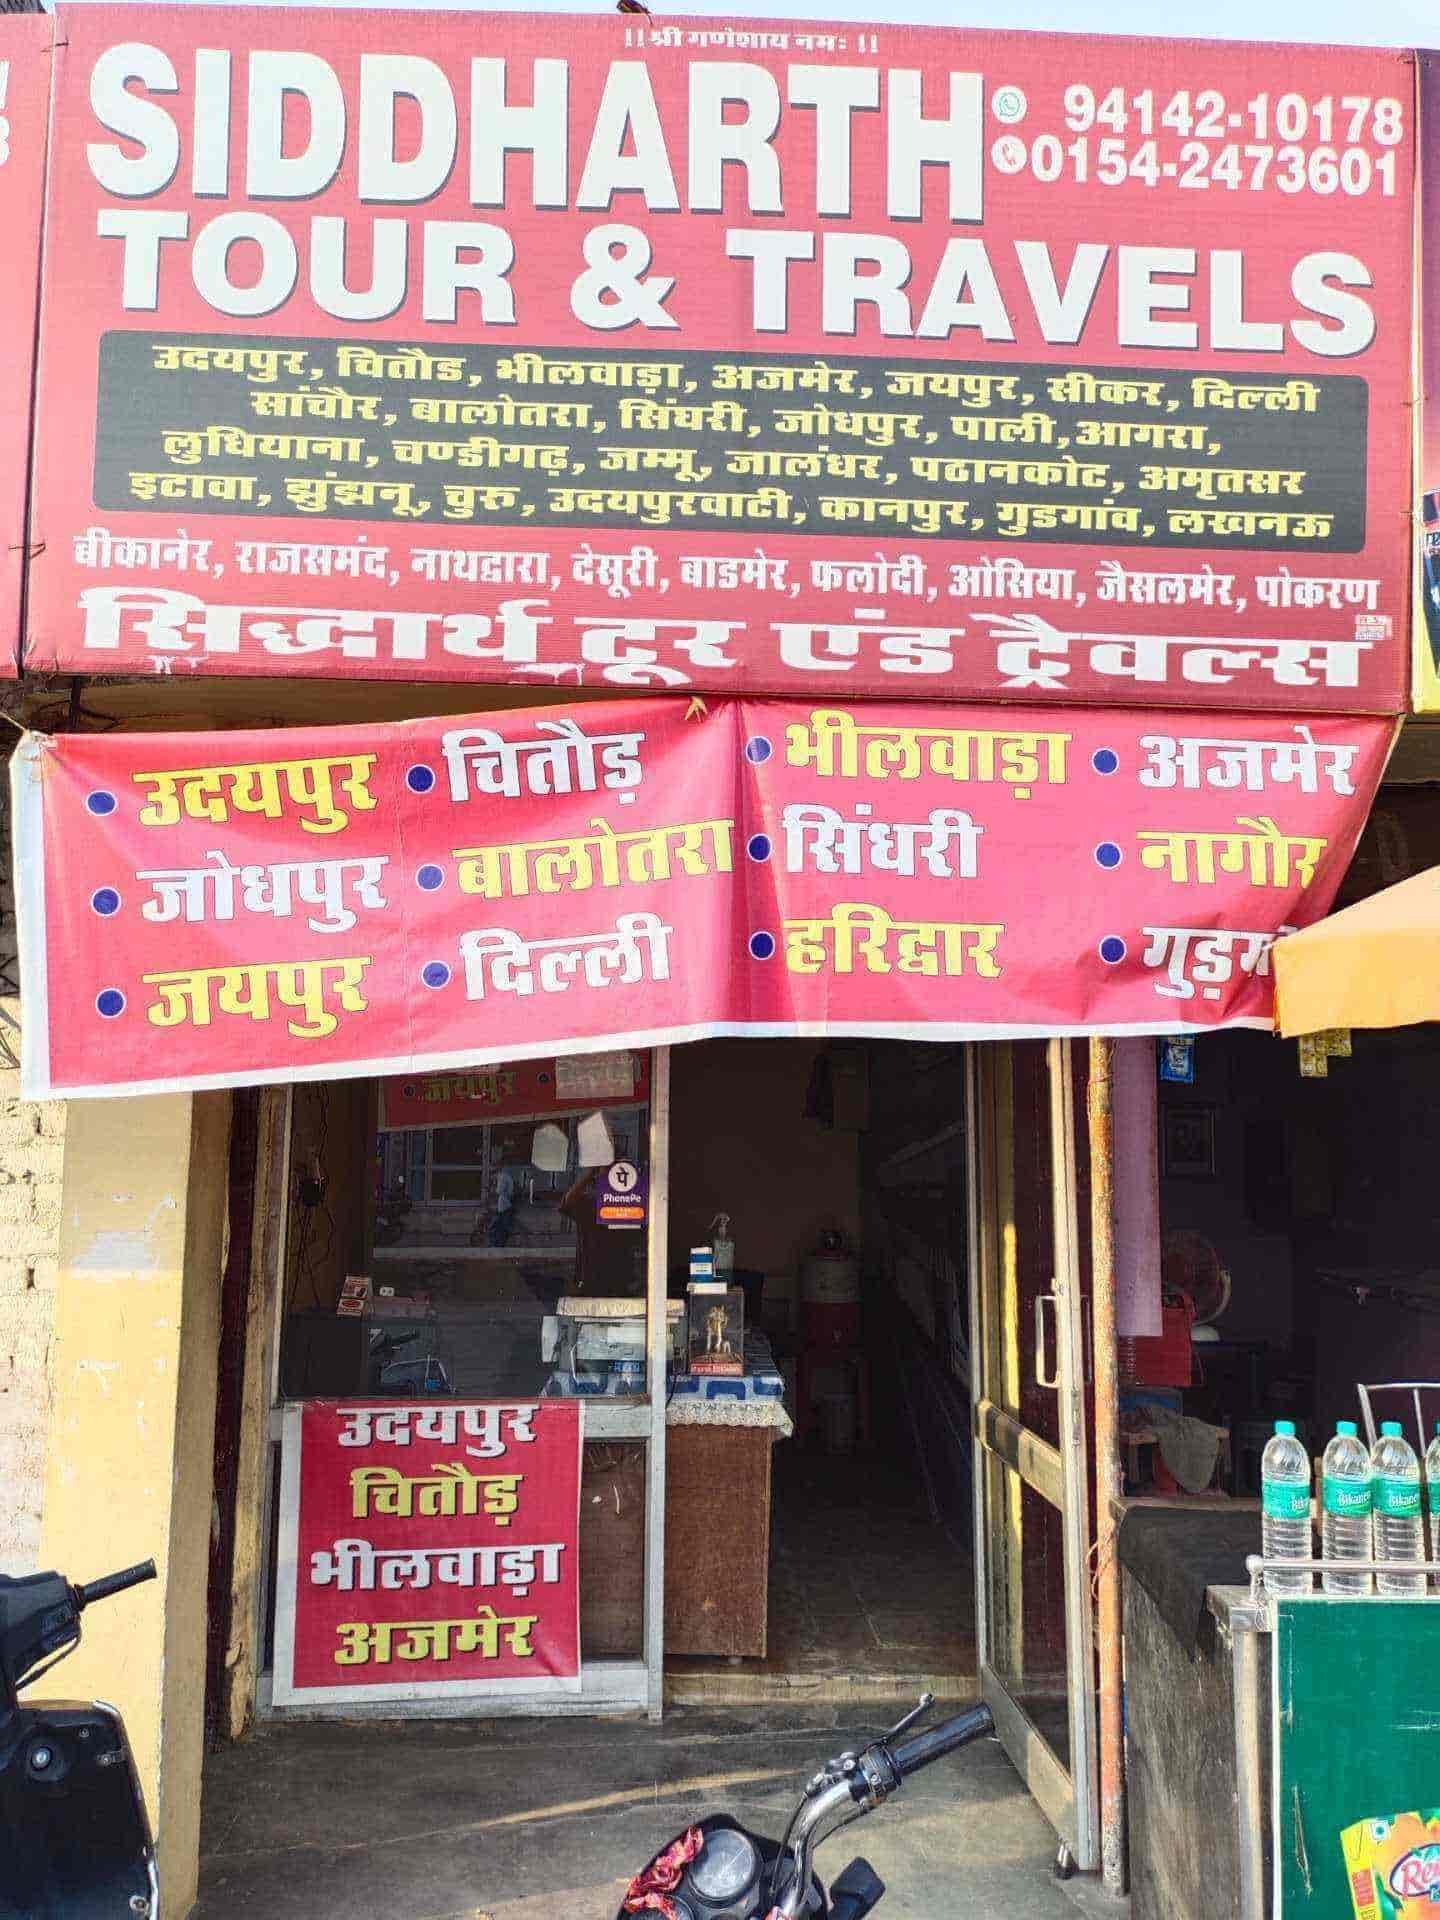 !!श्री गणेशाय नमः !!
SIDDHARTH
94142-10178
0154-2473601
TOUR & TRAVELS
उदयपुर, चितौड, भीलवाड़ा, अजमेर, जयपुर, सीकर, दिल्ली
सांचौर, बालोतरा, सिंघरी, जोधपुर, पाली, आगरा,
लुधियाना, चण्डीगढ़, जम्मू, जालंधर, पठानकोट, अमृतसर
इटावा, झुंझनू, चुरू, उदयपुरवाटी, कानपुर, गुडगांव, लखनऊ
बीकानेर, राजसमंद, नाथद्वारा, देसूरी, बाडमेर, फलोदी, ओसिया, जैसलमेर, पोकरण
सिद्धार्थ टूर एंड ट्रैवल्स
• उदयपुर • चितौड़ • भीलवाड़ा • अजमेर
• जोधपुर • बालोतरा • सिंधरी • नागौर
• जयपुर • दिल्ली • हरिद्वार •
• जयपुर • दिल्ली
पे
PhonePe
उदयपुर
चितौड़
भीलवाड़ा
अजमेर